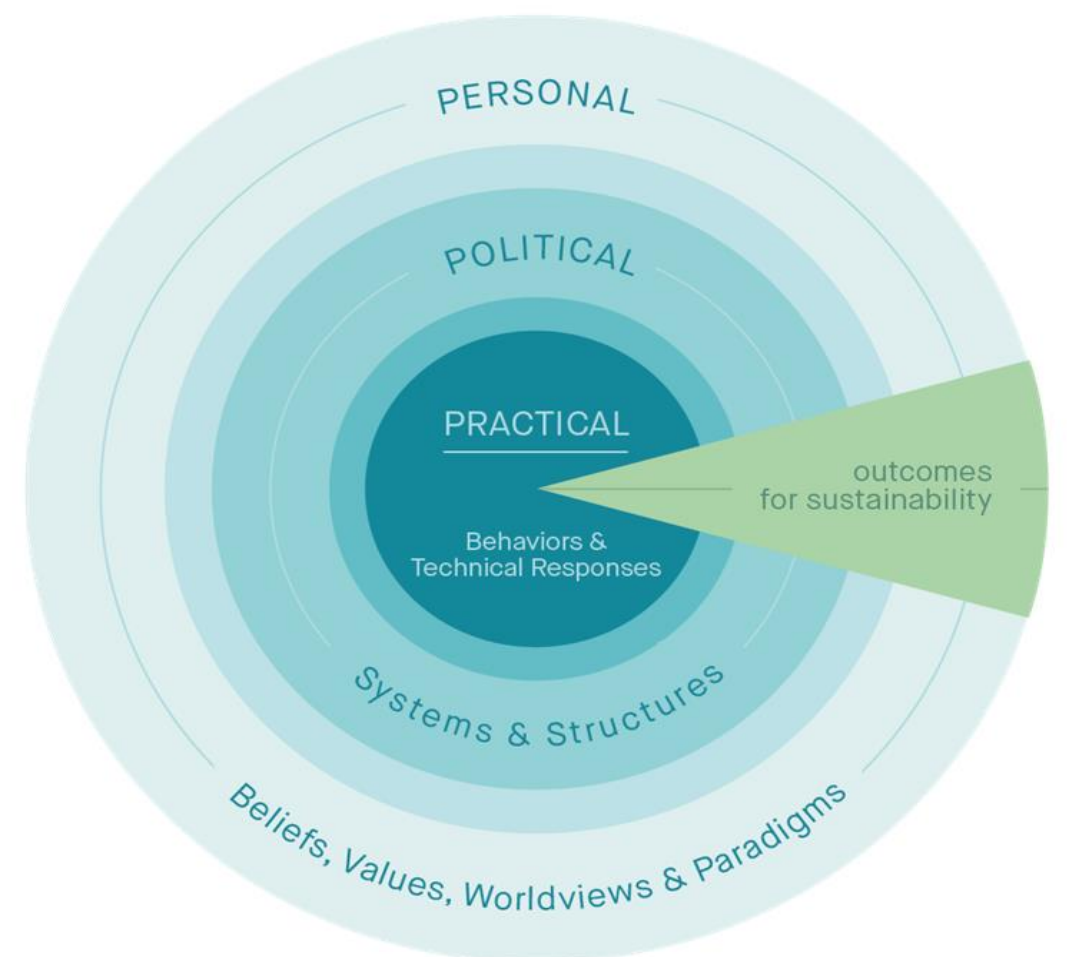 PERSONAL
POLITICAL
PRACTICAL
outcomes
for sustainability
Behaviors &
Technical Responses
Systems & Structures
Beliefs, Values, Worldviews & Paradigms